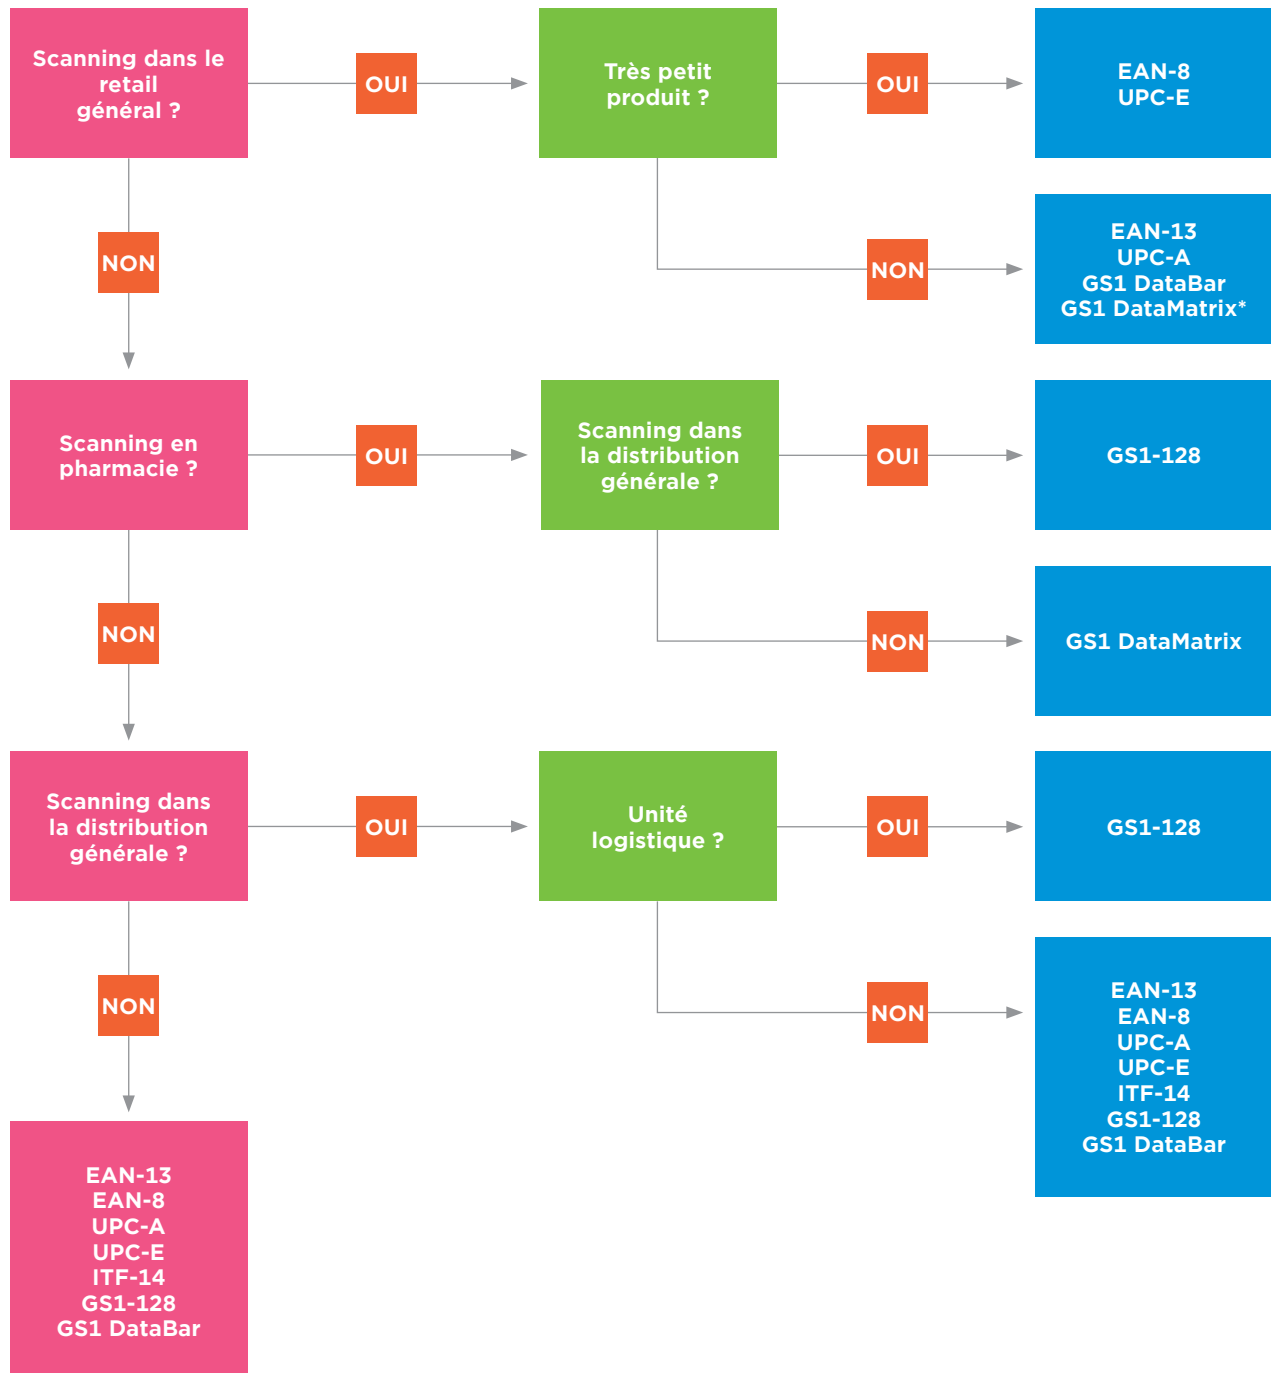 Scanning dans le
retail
général ?
OUI
Très petit
produit ?
OUI
EAN-8
UPC-E
NON
NON
EAN-13
UPC-A
GS1 DataBar
GS1 DataMatrix*
Scanning en
pharmacie ?
OUI
Scanning dans
la distribution
générale ?
OUI
GS1-128
NON
NON
GS1 DataMatrix
Scanning dans
la distribution
générale ?
OUI
Unité
logistique ?
OUI
GS1-128
NON
NON
EAN-13
EAN-8
UPC-A
UPC-E
ITF-14
GS1-128
GS1 DataBar
EAN-13
EAN-8
UPC-A
UPC-E
ITF-14
GS1-128
GS1 DataBar